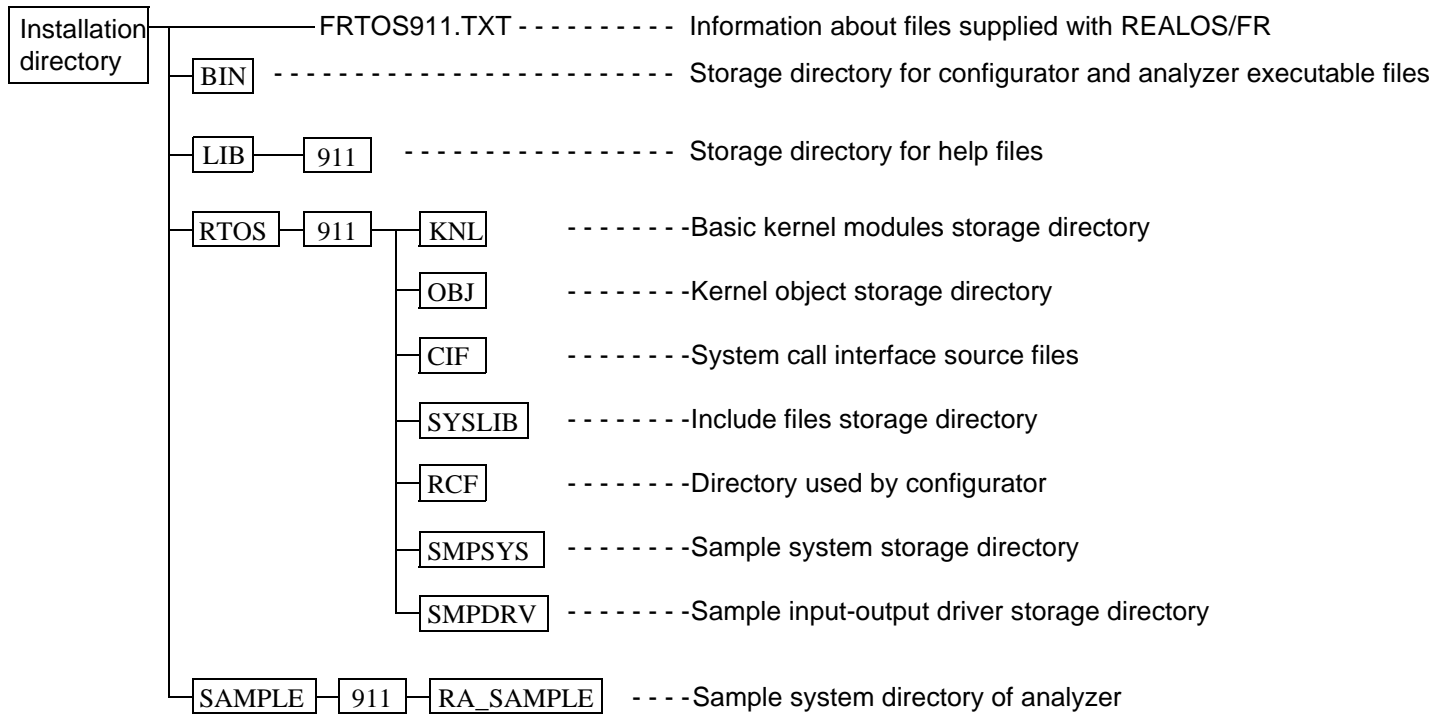 Installation directory FRTOS911.TXT - - - - - - - - - - Information about files supplied with REALOS/FR
BIN - - - - - - - - - - - - - - - - - - - - - - - - - Storage directory for configurator and analyzer executable files
LIB 911 - - - - - - - - - - - - - - - - - Storage directory for help files
RTOS 911 KNL - - - - - - - -Basic kernel modules storage directory
OBJ - - - - - - - -Kernel object storage directory
CIF - - - - - - - -System call interface source files
SYSLIB - - - - - - - -Include files storage directory
RCF - - - - - - - -Directory used by configurator
SMPSYS - - - - - - - -Sample system storage directory
SMPDRV - - - - - - - -Sample input-output driver storage directory
SAMPLE 911 RA_SAMPLE - - - -Sample system directory of analyzer